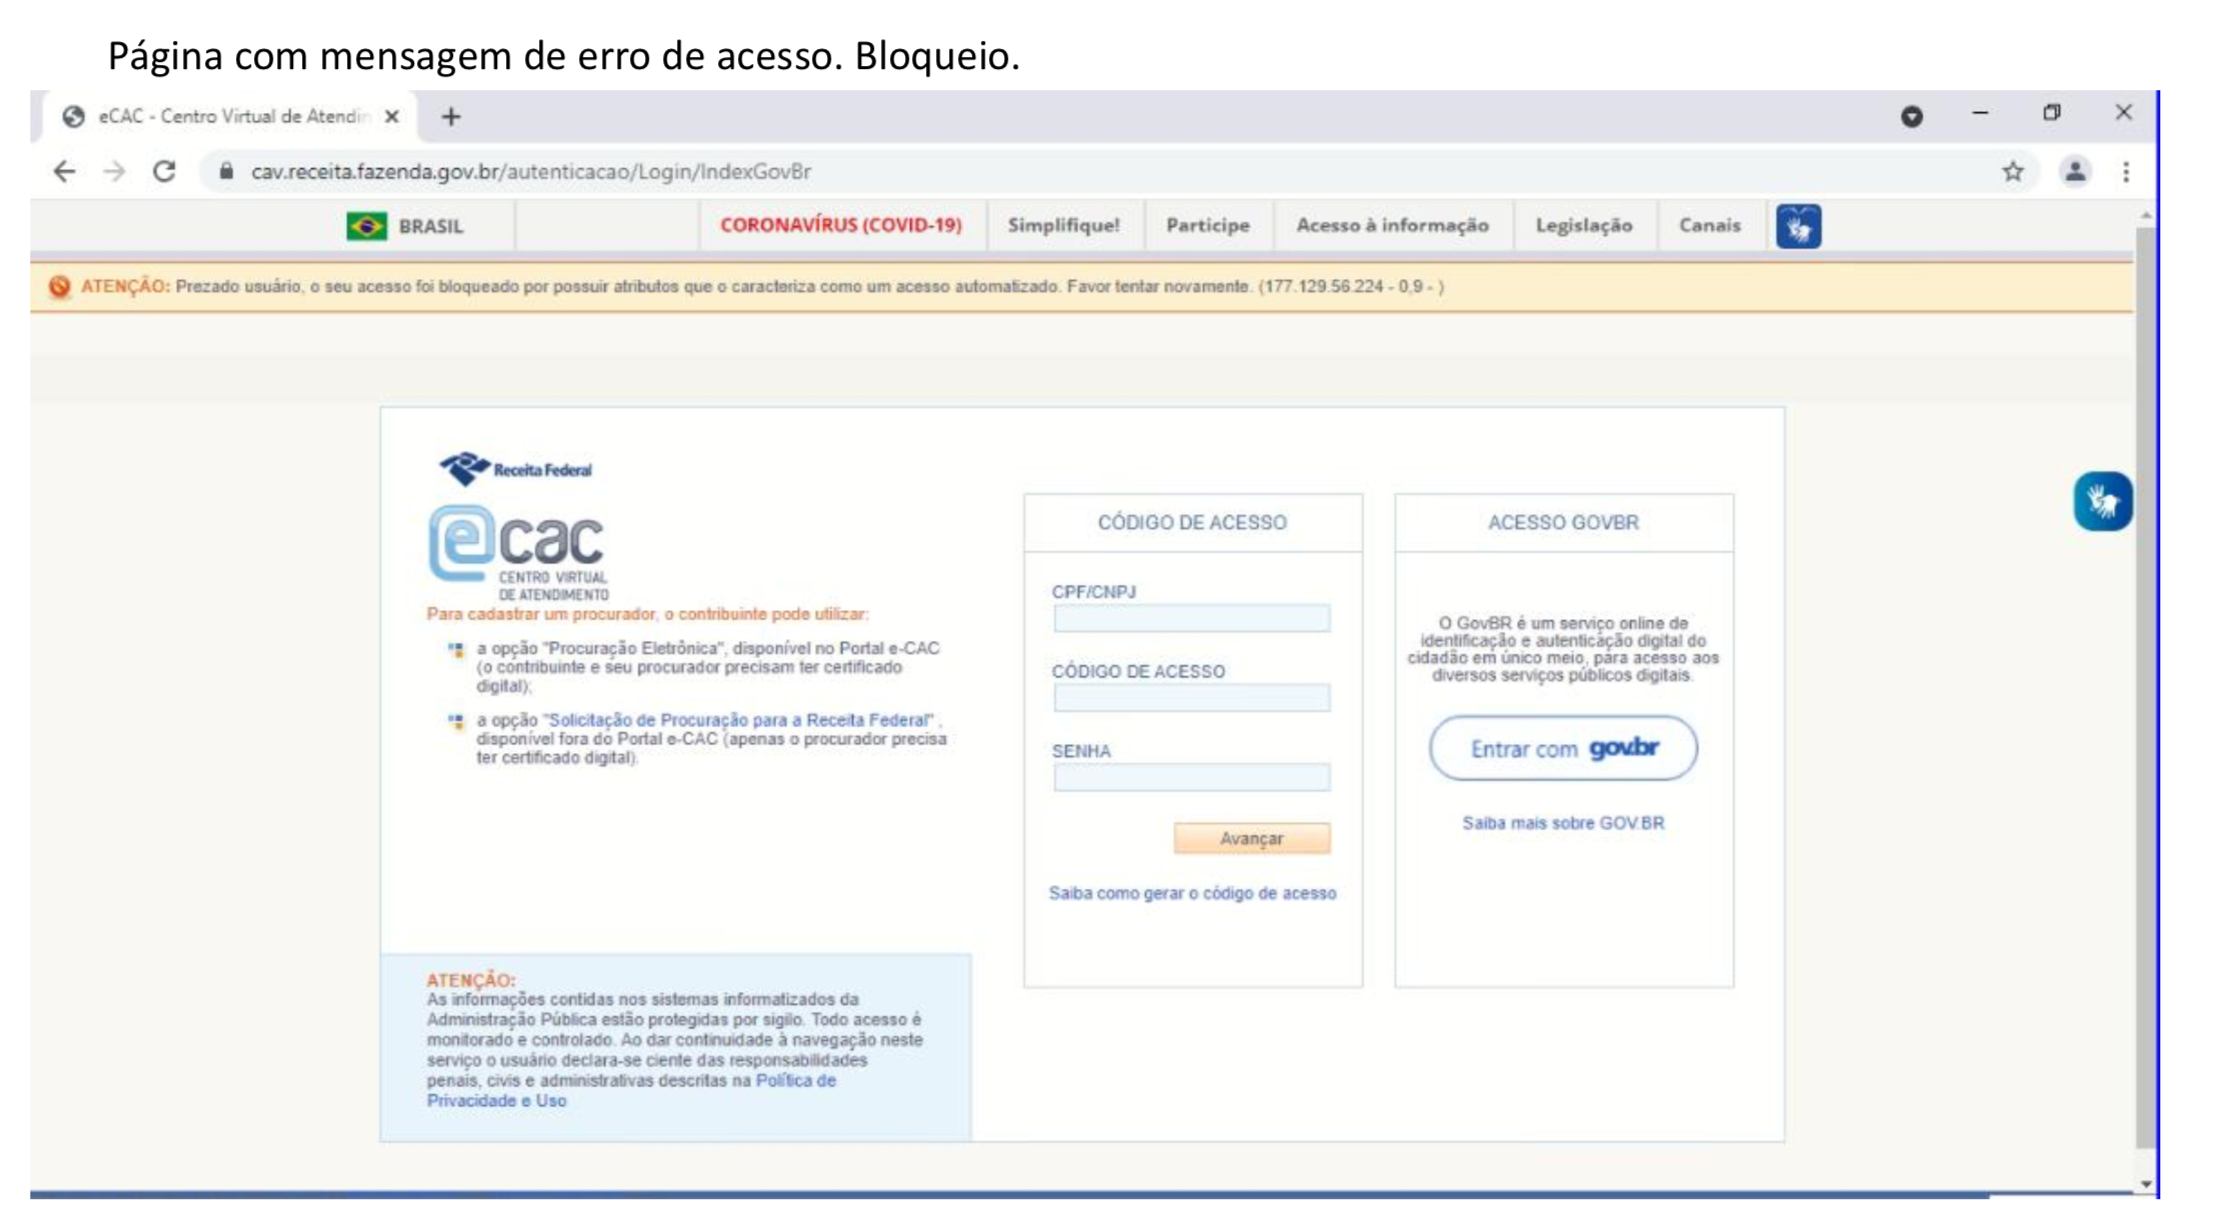 Página com mensagem de erro de acesso. Bloqueio.
eCAC - Centro Virtual de Atendin
cav.receita.fazenda.gov.br/autenticacao/Login/IndexGovBr
BRASIL
CORONAVÍRUS (COVID-19)
Simplifique!
Participe
Acesso à informação
Legislação
Canais
ATENÇÃO: Prezado usuário, o seu acesso foi bloqueado por possuir atributos que o caracteriza como um acesso automatizado. Favor tentar novamente. (177.129.56.224 - 0,9 - )
Receita Federal
e cac
CENTRO VIRTUAL
DE ATENDIMENTO
Para cadastrar um procurador, o contribuinte pode utilizar:
a opção "Procuração Eletrônica", disponível no Portal e-CAC
(o contribuinte e seu procurador precisam ter certificado
digital);
a opção "Solicitação de Procuração para a Receita Federal" ,
disponível fora do Portal e-CAC (apenas o procurador precisa
ter certificado digital).
ATENÇÃO:
As informações contidas nos sistemas informatizados da
Administração Pública estão protegidas por sigilo. Todo acesso é
monitorado e controlado. Ao dar continuidade à navegação neste
serviço o usuário declara-se ciente das responsabilidades
penais, civis e administrativas descritas na Política de
Privacidade e Uso
CÓDIGO DE ACESSO
CPF/CNPJ
CÓDIGO DE ACESSO
SENHA
Avançar
Saiba como gerar o código de acesso
ACESSO GOVBR
O GovBR é um serviço online de
identificação e autenticação digital do
cidadão em único meio, para acesso aos
diversos serviços públicos digitais.
Entrar com gov.br
Saiba mais sobre GOV.BR